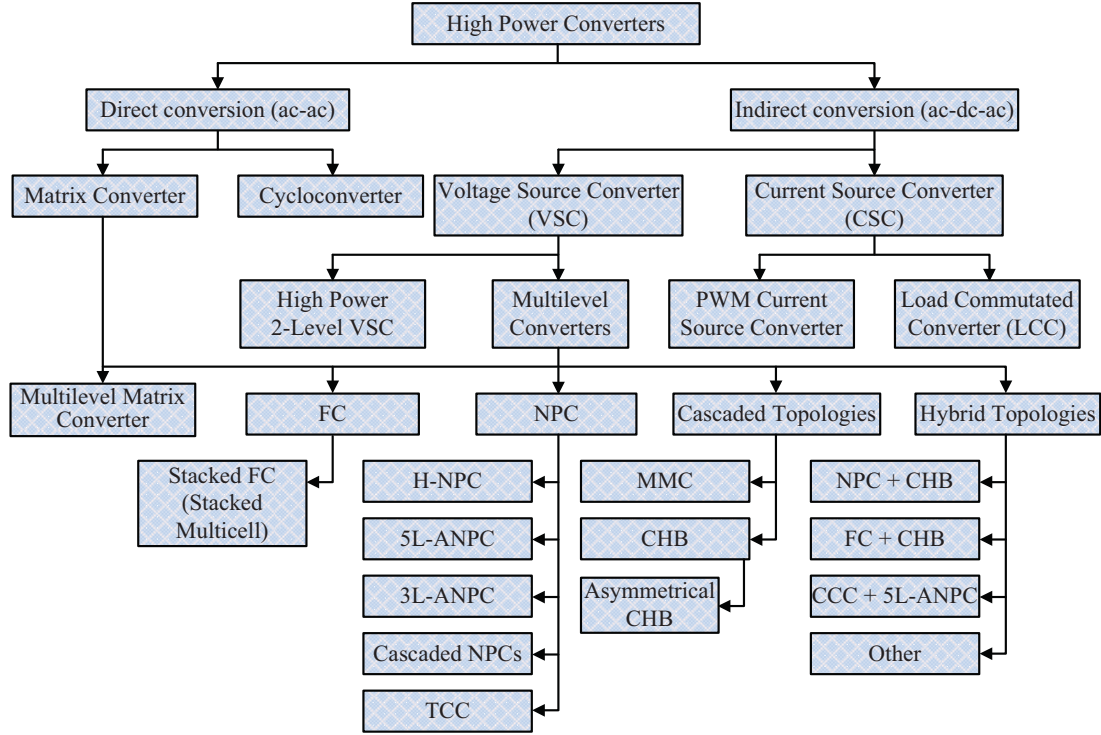 High Power Converters
Direct conversion (ac-ac)
Indirect conversion (ac-dc-ac)
Matrix Converter
Cycloconverter
Voltage Source Converter
(VSC)
Current Source Converter
(CSC)
High Power
2-Level VSC
Multilevel
Converters
PWM Current
Source Converter
Load Commutated
Converter (LCC)
Multilevel Matrix
Converter
FC
NPC
Cascaded Topologies
Hybrid Topologies
Stacked FC
(Stacked
Multicell)
H-NPC
5L-ANPC
3L-ANPC
Cascaded NPCs
TCC
MMC
CHB
Asymmetrical
CHB
NPC + CHB
FC + CHB
CCC + 5L-ANPC
Other